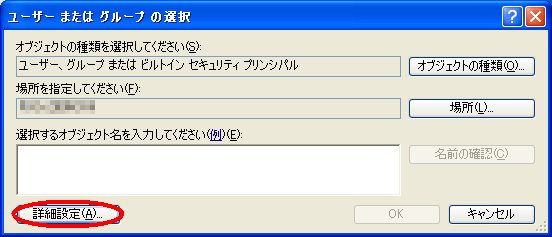 ユーザー または グループ の選択
オブジェクトの種類を選択してください(S):
ユーザー、グループ または ビルトイン セキュリティ プリンシパル
オブジェクトの種類(O)...
場所を指定してください(F):
場所(L)...
選択するオブジェクト名を入力してください(例)(E):
名前の確認(C)
詳細設定(A)...
OK
キャンセル